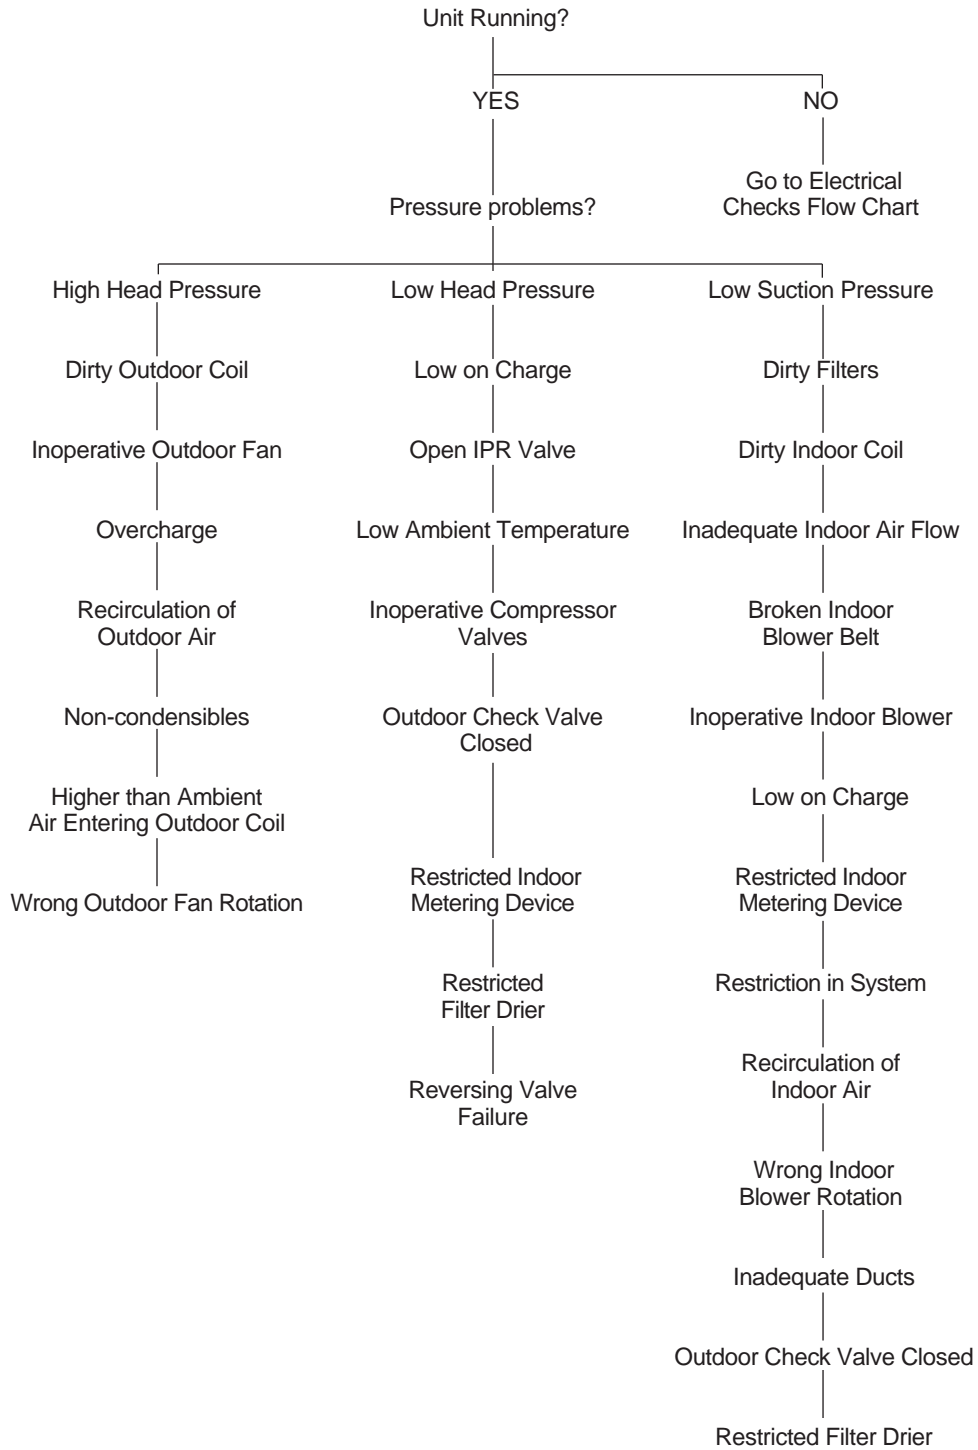 Unit Running?
YES
NO
Go to Electrical
Checks Flow Chart
Pressure problems?
High Head Pressure
Dirty Outdoor Coil
Inoperative Outdoor Fan
Overcharge
Recirculation of
Outdoor Air
Non-condensibles
Higher than Ambient
Air Entering Outdoor Coil
Wrong Outdoor Fan Rotation
Low Head Pressure
Low on Charge
Open IPR Valve
Low Ambient Temperature
Inoperative Compressor
Valves
Outdoor Check Valve
Closed
Restricted Indoor
Metering Device
Restricted
Filter Drier
Reversing Valve
Failure
Low Suction Pressure
Dirty Filters
Dirty Indoor Coil
Inadequate Indoor Air Flow
Broken Indoor
Blower Belt
Inoperative Indoor Blower
Low on Charge
Restricted Indoor
Metering Device
Restriction in System
Recirculation of
Indoor Air
Wrong Indoor
Blower Rotation
Inadequate Ducts
Outdoor Check Valve Closed
Restricted Filter Drier